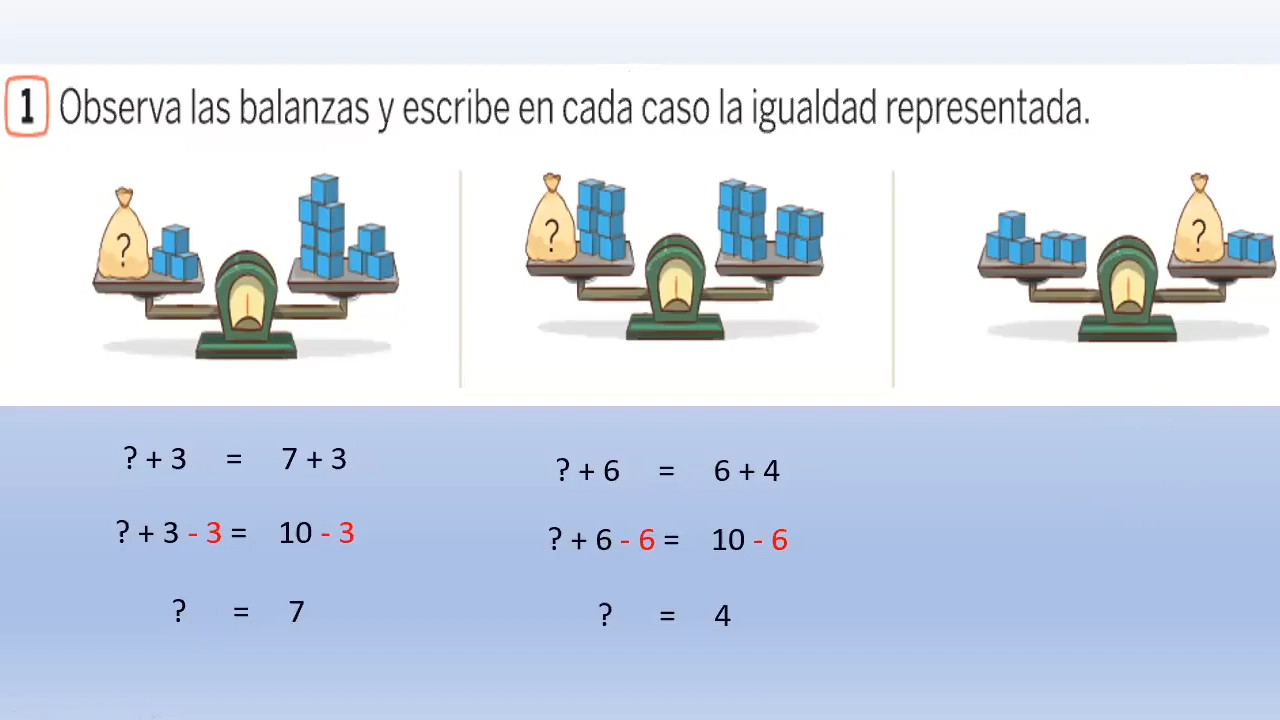 1 Observa las balanzas y escribe en cada caso la igualdad representada.
?
?
?
? + 3 = 7 + 3
? + 3 - 3 = 10 - 3
? = 7
? + 6 = 6 + 4
? + 6 - 6 = 10 - 6
? = 4